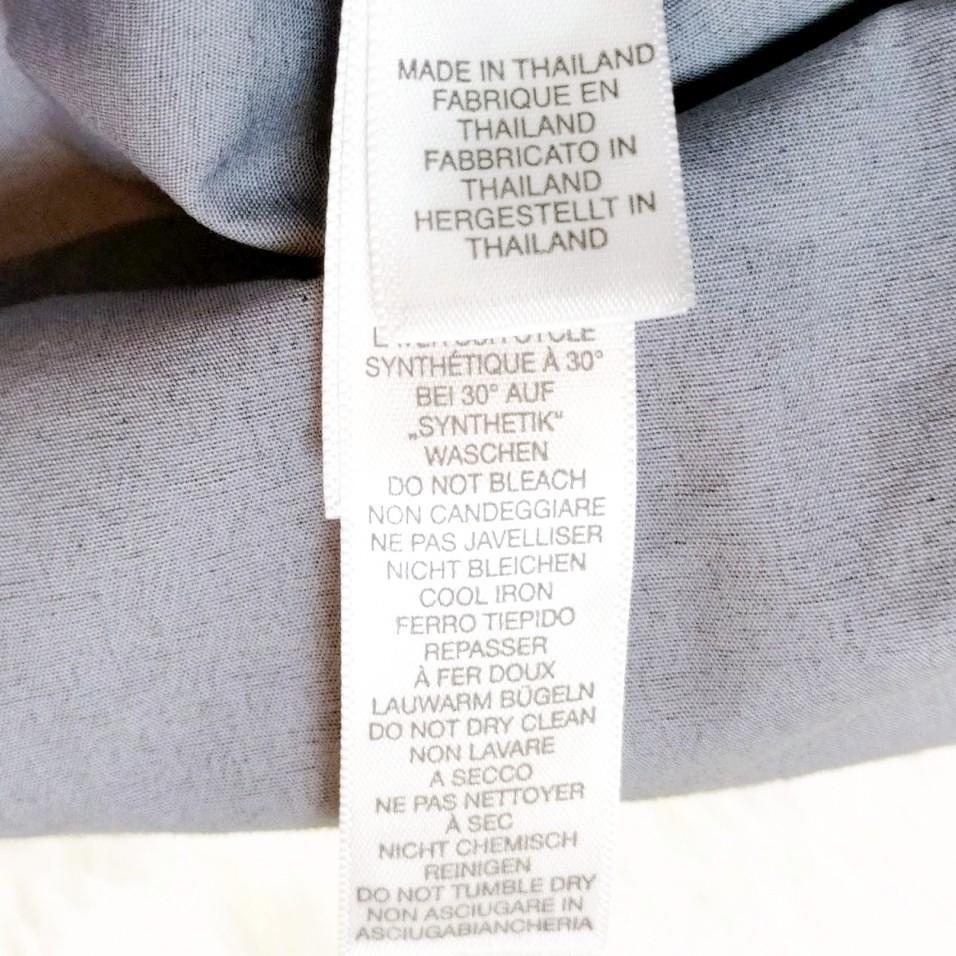 MADE IN THAILAND
FABRIQUE EN
THAILAND
FABBRICATO IN
THAILAND
HERGESTELLT IN
THAILAND
SYNTHÉTIQUE À 30°
BEI 30° AUF
„SYNTHETIK“
WASCHEN
DO NOT BLEACH
NON CANDEGGIARE
NE PAS JAVELLISER
NICHT BLEICHEN
COOL IRON
FERRO TIEPIDO
REPASSER
À FER DOUX
LAUWARM BÜGELN
DO NOT DRY CLEAN
NON LAVARE
A SECCO
NE PAS NETTOYER
À SEC
NICHT CHEMISCH
REINIGEN
DO NOT TUMBLE DRY
NON ASCIUGARE IN
ASCIUGABIANCHERIA